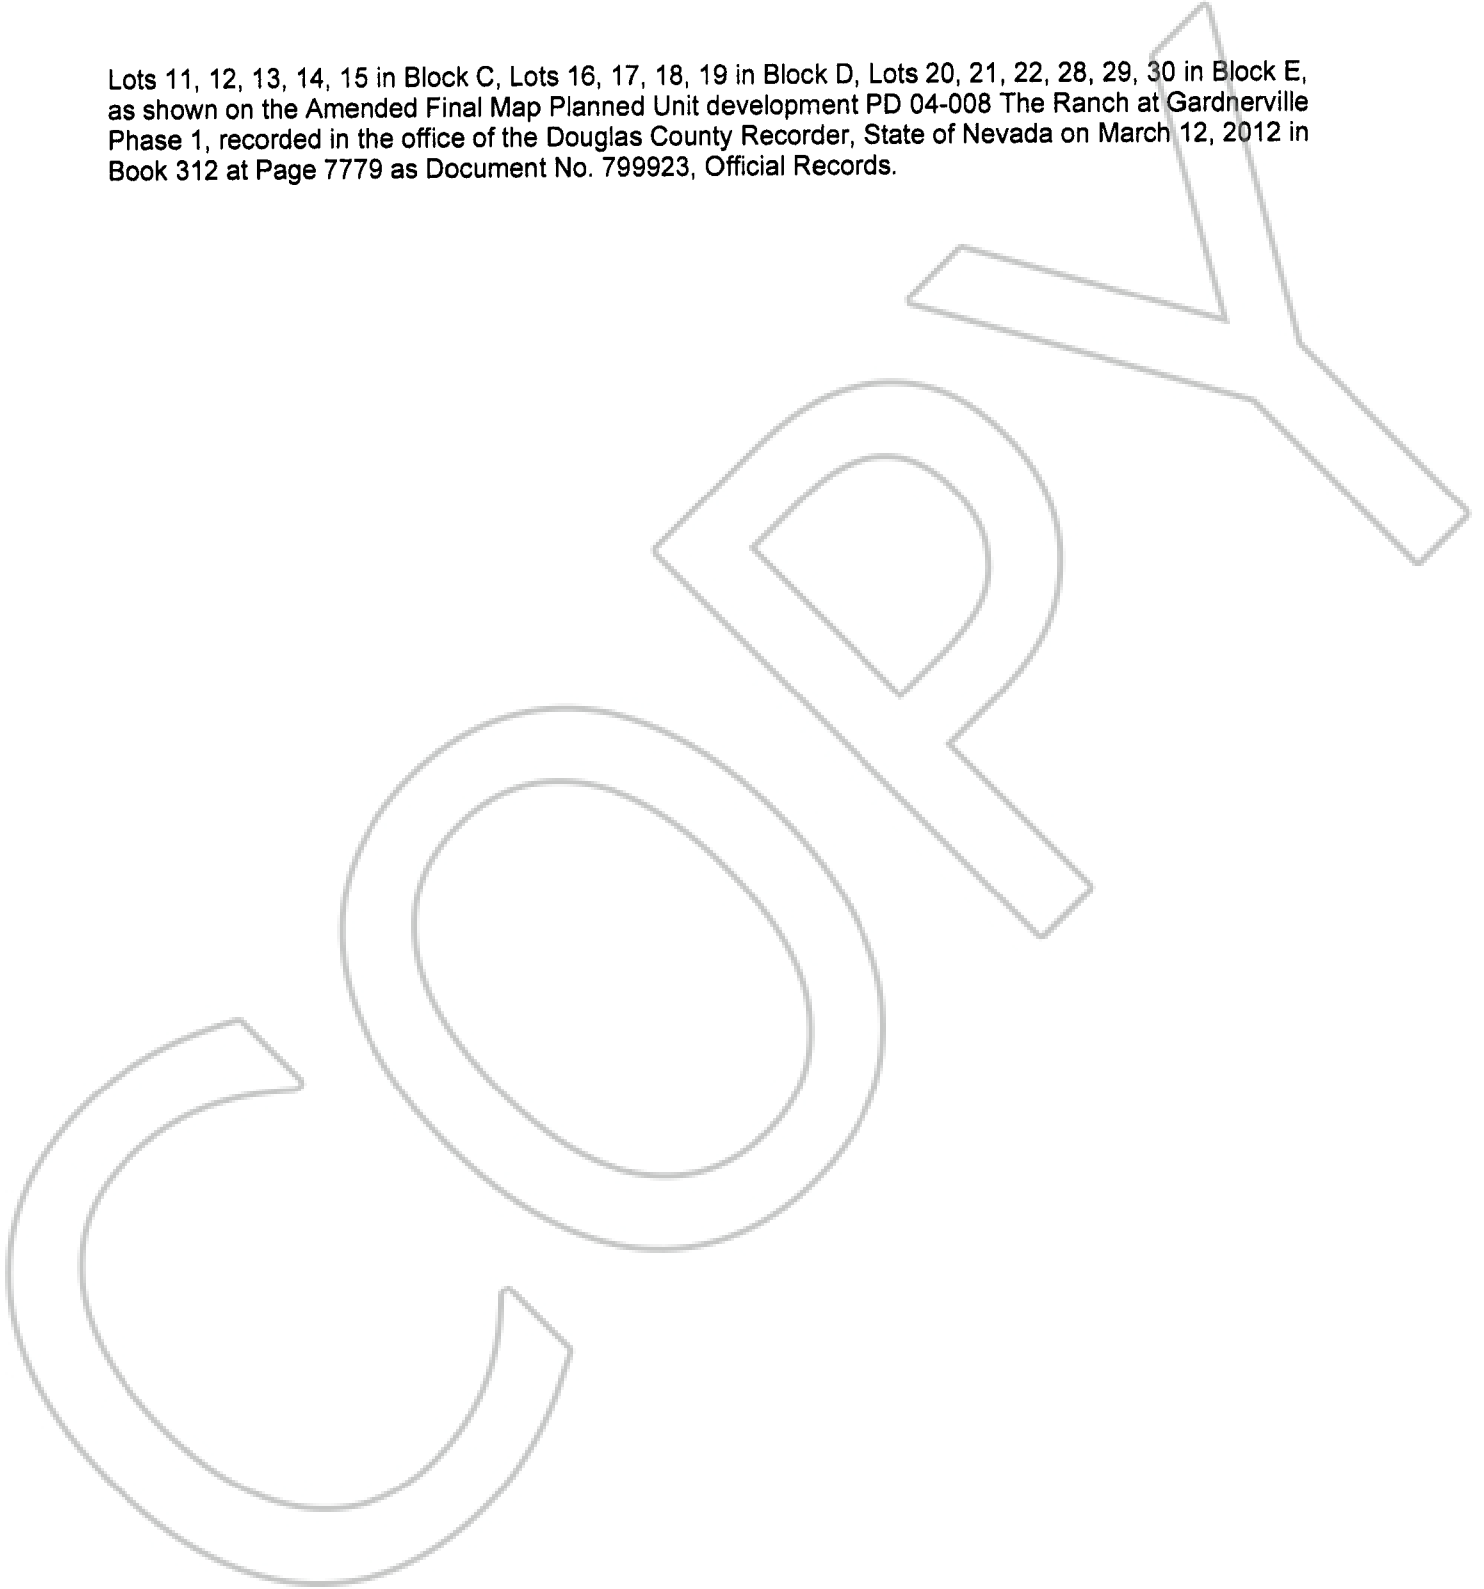 Lots 11, 12, 13, 14, 15 in Block C, Lots 16, 17, 18, 19 in Block D, Lots 20, 21, 22, 28, 29, 30 in Block E,
as shown on the Amended Final Map Planned Unit development PD 04-008 The Ranch at Gardnerville
Phase 1, recorded in the office of the Douglas County Recorder, State of Nevada on March 12, 2012 in
Book 312 at Page 7779 as Document No. 799923, Official Records.
COPY